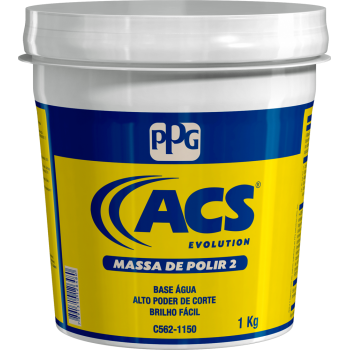 PPG
ACS®
EVOLUTION
MASSA DE POLIR 2
BASE ÁGUA
ALTO PODER DE CORTE
BRILHO FÁCIL
C562-1150
1 Kg